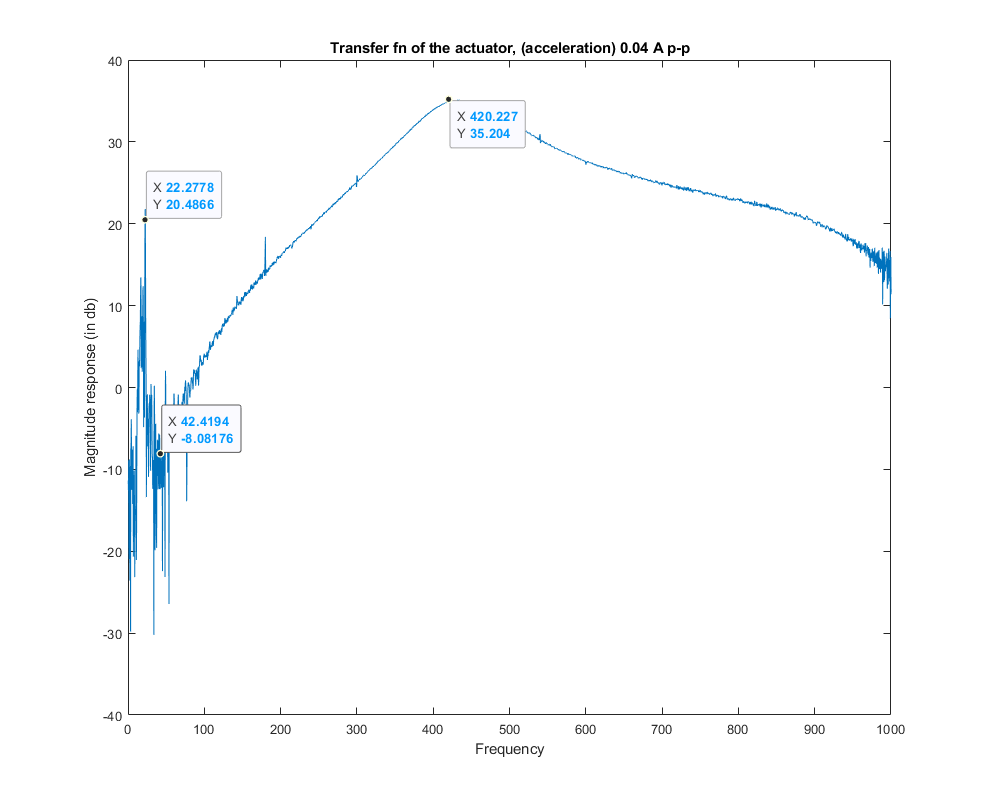 Transfer fn of the actuator, (acceleration) 0.04 A p-p
40
30
20
10
0
-10
-20
-30
-40
Magnitude response (in db)
X 22.2778
Y 20.4866
X 42.4194
Y -8.08176
X 420.227
Y 35.204
0 100 200 300 400 500 600 700 800 900 1000
Frequency